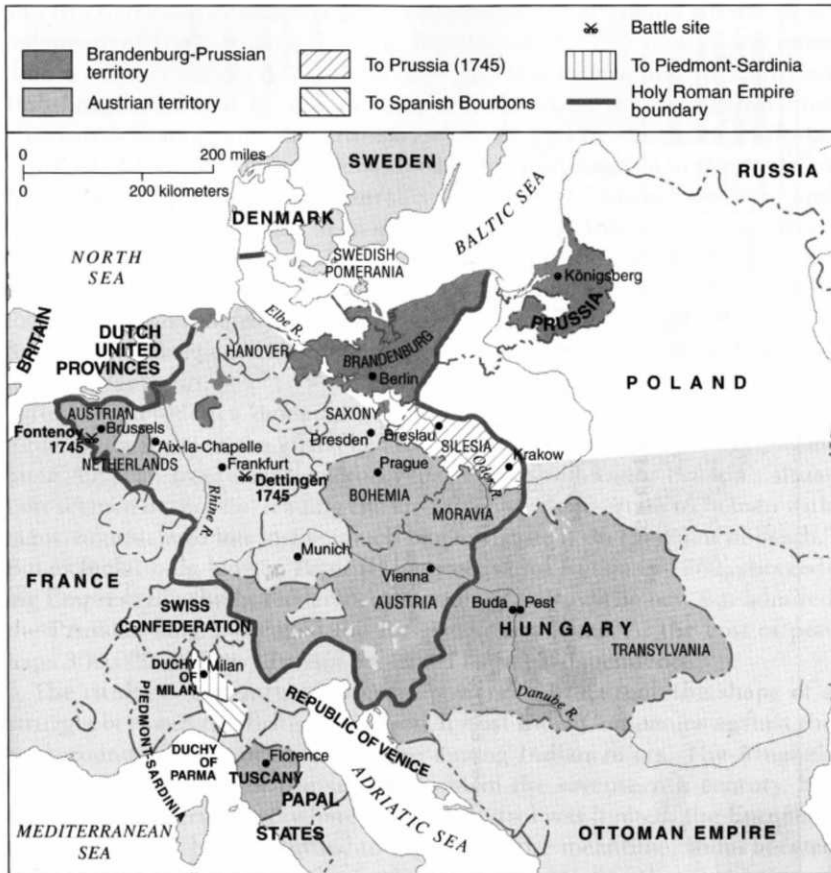 Brandenburg-Prussian
territory
Austrian territory
To Prussia (1745)
To Spanish Bourbons
Battle site
To Piedmont-Sardinia
Holy Roman Empire
boundary
0
200 miles
0
200 kilometers
SWEDEN
RUSSIA
DENMARK
BALTIC SEA
NORTH
SEA
SWEDISH
POMERANIA
Königsberg
PRUSSIA
Elbe R.
BRITAIN
DUTCH
UNITED
PROVINCES
HANOVER
BRANDENBURG
Berlin
POLAND
AUSTRIAN
Brussels
Fontenoy
1745
NETHERLANDS
Aix-la-Chapelle
SAXONY
Dresden
Breslau
SILESIA
Oder R.
Krakow
Frankfurt
Dettingen
1745
Prague
BOHEMIA
MORAVIA
Rhine R.
Munich
Vienna
AUSTRIA
FRANCE
SWISS
CONFEDERATION
Buda
Pest
HUNGARY
TRANSYLVANIA
Danube R.
Milan
DUCHY
OF
MILAN
PIEDMONT-SARDINIA
REPUBLIC OF VENICE
DUCHY
OF
PARMA
Florence
TUSCANY
PAPAL
STATES
ADRIATIC SEA
MEDITERRANEAN
SEA
OTTOMAN EMPIRE